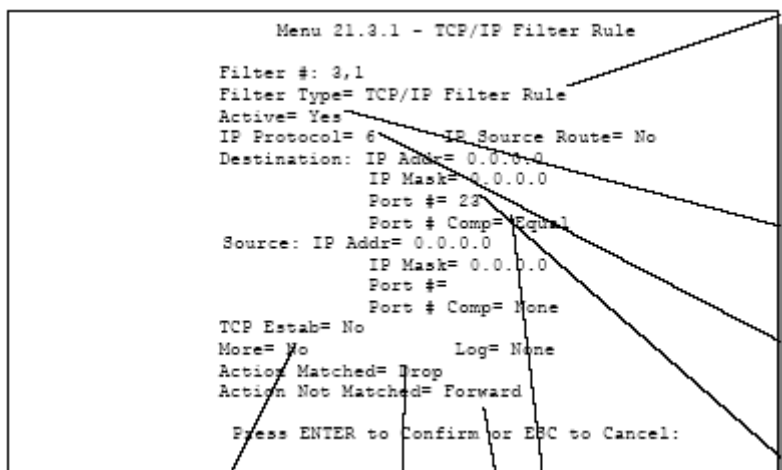 Menu 21.3.1 - TCP/IP Filter Rule
Filter #: 3,1
Filter Type= TCP/IP Filter Rule
Active= Yes
IP Protocol= 6 IP Source Route= No
Destination: IP Addr= 0.0.0.0
IP Mask= 0.0.0.0
Port #= 23
Port # Comp= Equal
Source: IP Addr= 0.0.0.0
IP Mask= 0.0.0.0
Port #=
Port # Comp= None
TCP Estab= No
More= No Log= None
Action Matched= Drop
Action Not Matched= Forward
Press ENTER to Confirm or ESC to Cancel: